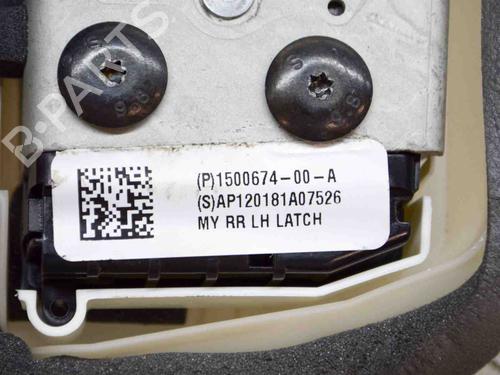 B-PARTS
(P)1500674-00-A
(S)AP120181A07526
MY RR LH LATCH